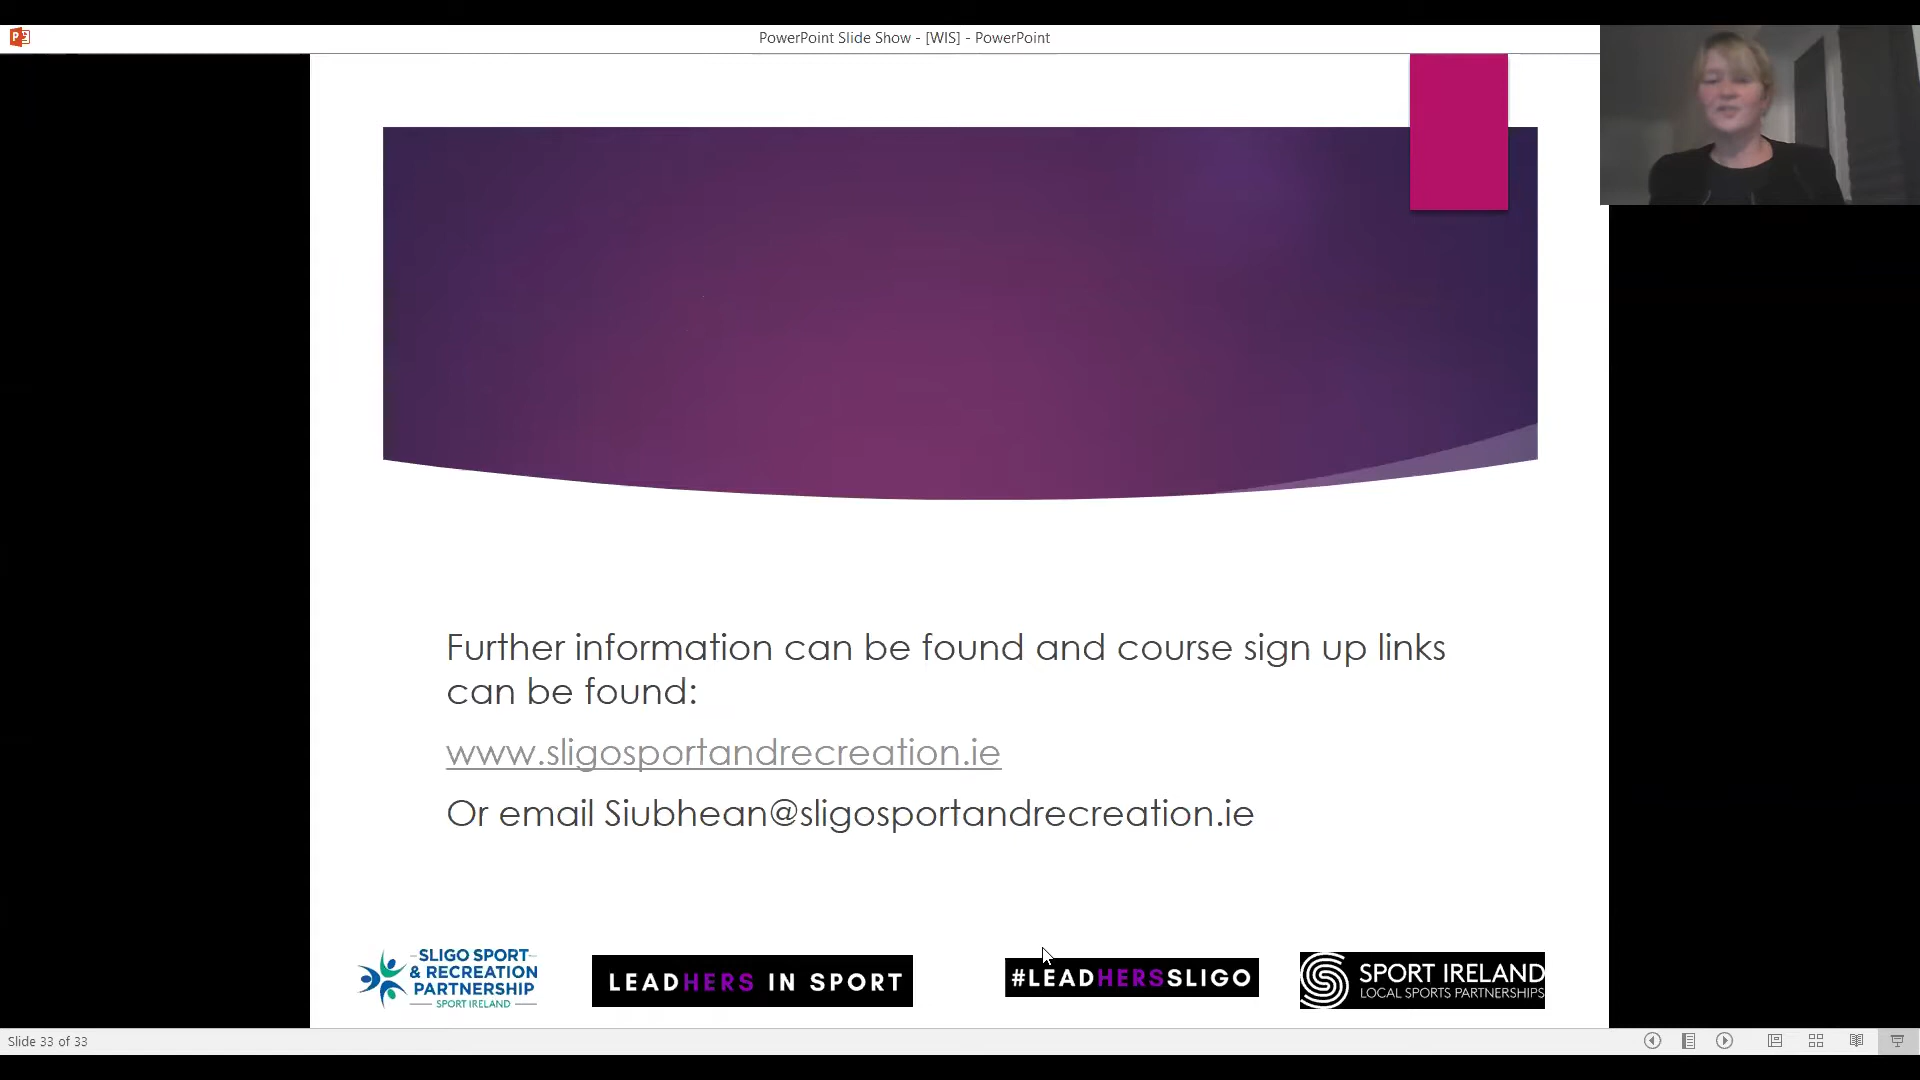 PowerPoint Slide Show - [WIS] - PowerPoint
Further information can be found and course sign up links
can be found:
www.sligosportandrecreation.ie
Or email Siubhean@sligosportandrecreation.ie
SLIGO SPORT
& RECREATION
PARTNERSHIP
SPORT IRELAND
LEADHERS IN SPORT
#LEADHERSSLIGO
SPORT IRELAND
LOCAL SPORTS PARTNERSHIPS
Slide 33 of 33